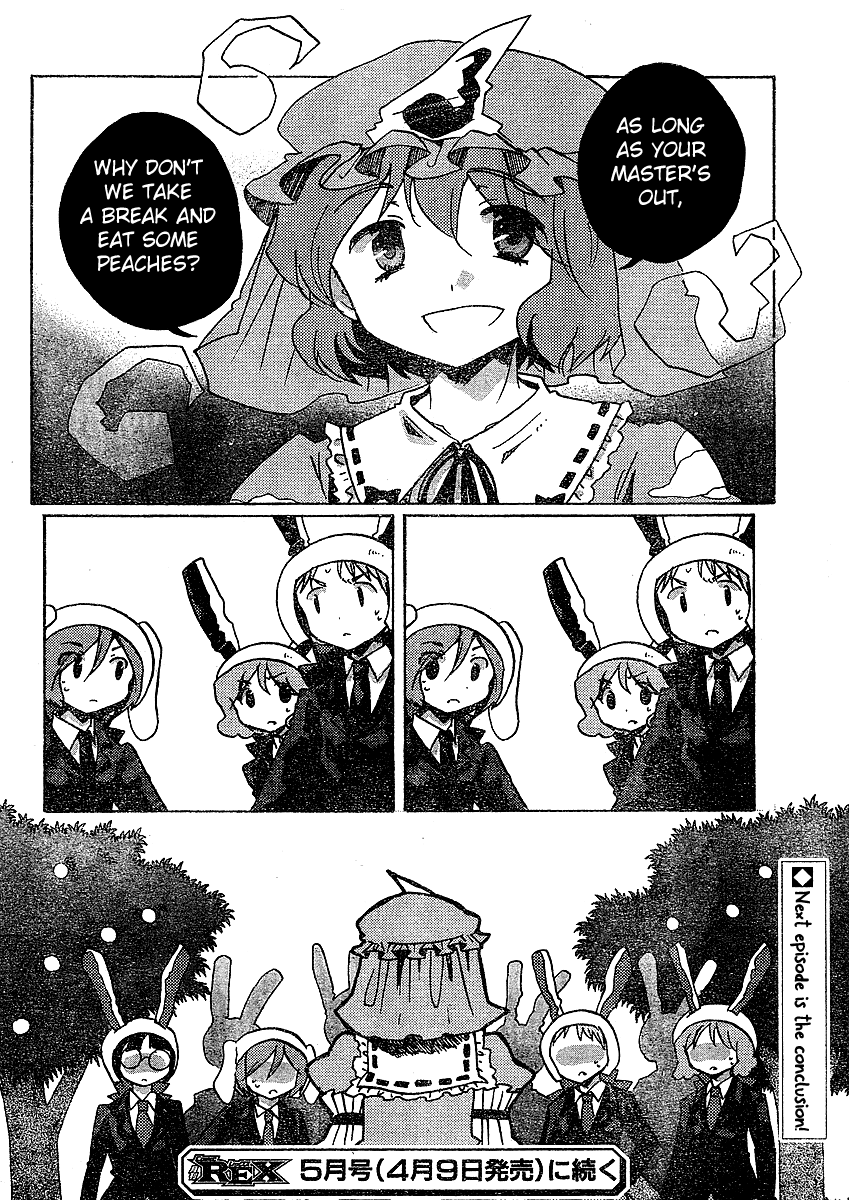 AS LONG
AS YOUR
MASTER'S
OUT,
WHY DON'T
WE TAKE
A BREAK AND
EAT SOME
PEACHES?
Next episode is the conclusion!
REX 5月号(4月9日発売)に続く